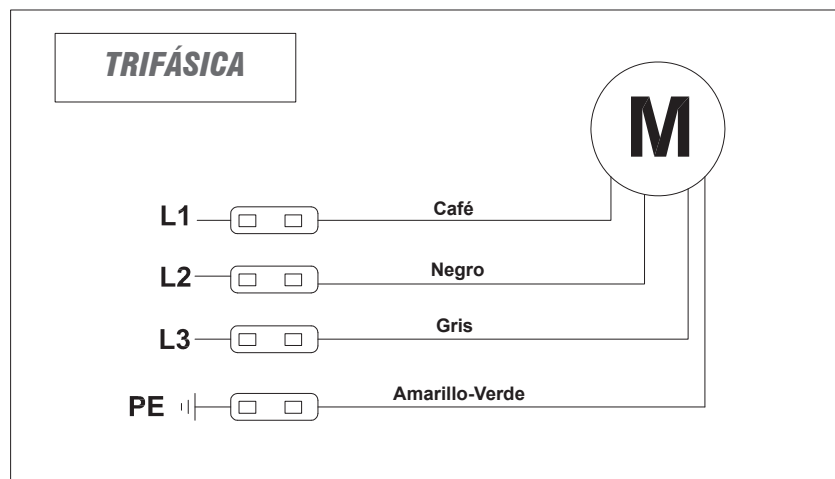 TRIFÁSICA
M
L1
Café
L2
Negro
L3
Gris
PE
Amarillo-Verde